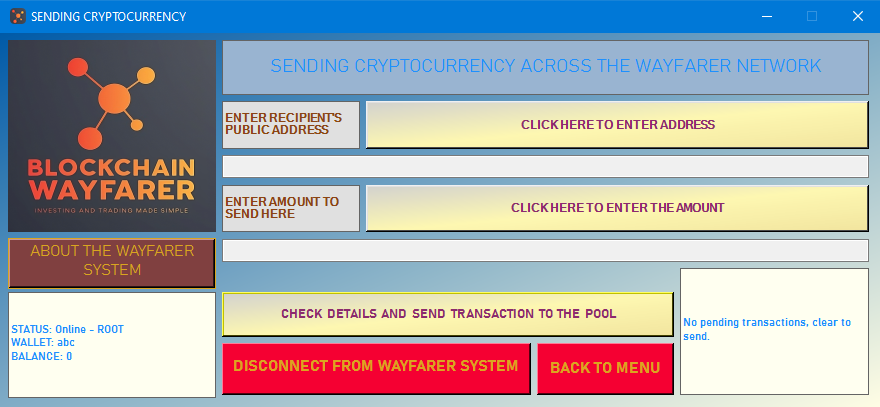 SENDING CRYPTOCURRENCY
SENDING CRYPTOCURRENCY ACROSS THE WAYFARER NETWORK
BLOCKCHAIN
WAYFARER
INVESTING AND TRADING MADE SIMPLE
ENTER RECIPIENT'S
PUBLIC ADDRESS
CLICK HERE TO ENTER ADDRESS
ENTER AMOUNT TO
SEND HERE
CLICK HERE TO ENTER THE AMOUNT
ABOUT THE WAYFARER
SYSTEM
STATUS: Online - ROOT
WALLET: abc
BALANCE: 0
CHECK DETAILS AND SEND TRANSACTION TO THE POOL
DISCONNECT FROM WAYFARER SYSTEM
BACK TO MENU
No pending transactions, clear to
send.